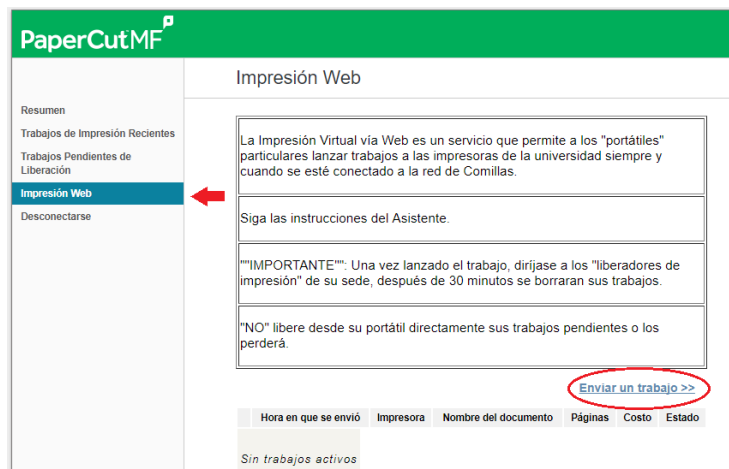 PaperCutMF
Impresión Web
Resumen
Trabajos de Impresión Recientes
Trabajos Pendientes de
Liberación
Impresión Web
Desconectarse
La Impresión Virtual vía Web es un servicio que permite a los "portátiles"
particulares lanzar trabajos a las impresoras de la universidad siempre y
cuando se esté conectado a la red de Comillas.
Siga las instrucciones del Asistente.
""IMPORTANTE"": Una vez lanzado el trabajo, diríjase a los "liberadores de
impresión" de su sede, después de 30 minutos se borraran sus trabajos.
"NO" libere desde su portátil directamente sus trabajos pendientes o los
perderá.
Enviar un trabajo >>
Hora en que se envió Impresora Nombre del documento Páginas Costo Estado
Sin trabajos activos